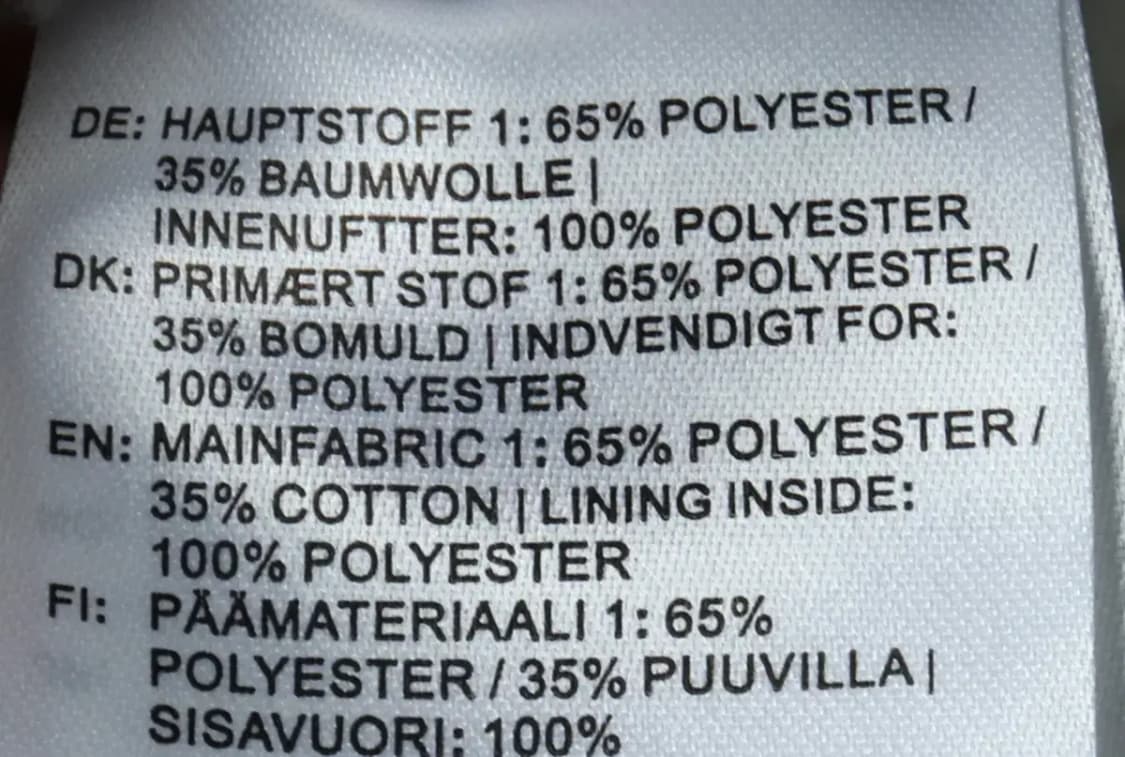 DE: HAUPTSTOFF 1: 65% POLYESTER /
35% BAUMWOLLE |
INNENUFTTER: 100% POLYESTER
DK: PRIMÆRT STOF 1: 65% POLYESTER /
35% BOMULD | INDVENDIGT FOR:
100% POLYESTER
EN: MAINFABRIC 1: 65% POLYESTER /
35% COTTON | LINING INSIDE:
100% POLYESTER
FI: PÄÄMATERIAALI 1: 65%
POLYESTER / 35% PUUVILLA |
SISAVUORI: 100%